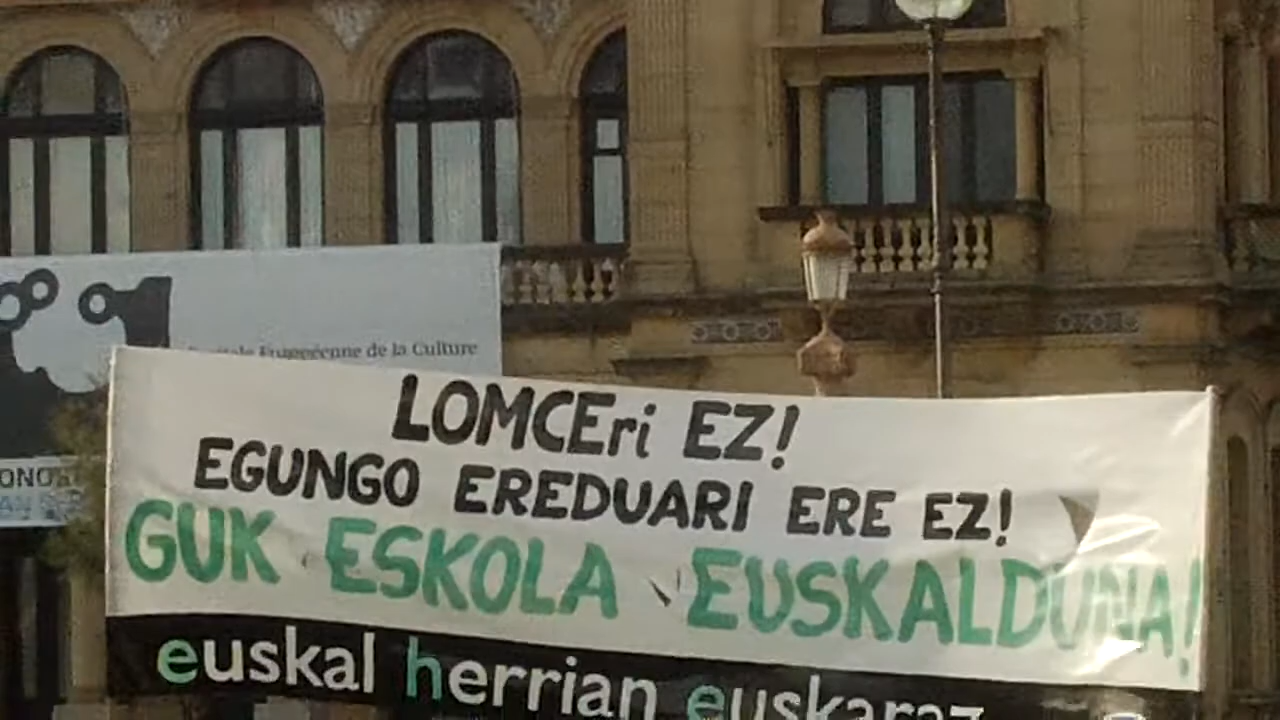 Européenne de la Culture
LOMCEri EZ!
EGUNGO EREDUARI ERE EZ!
GUK ESKOLA EUSKALDUNA!
euskal herrian euskaraz